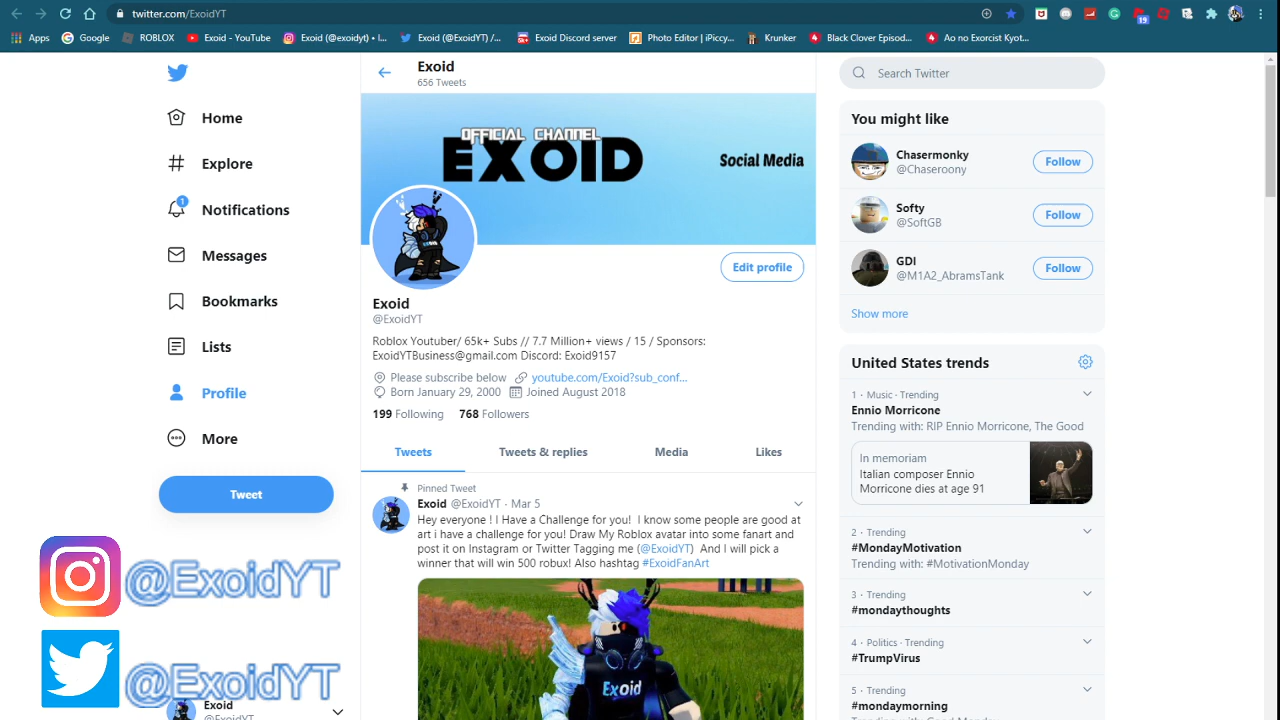 twitter.com/ExoidYT
19
Apps
Google
ROBLOX
Exoid - YouTube
Exoid (@exoidyt) • I...
Exoid (@ExoidYT) /...
Exoid Discord server
Photo Editor | iPiccy...
Krunker
Black Clover Episod...
Ao no Exorcist Kyot...
Home
Explore
1
Notifications
Messages
Bookmarks
Lists
Profile
More
Tweet
@ExoidYT
@ExoidYT
Exoid
@ExoidYT
Exoid
656 Tweets
OFFICIAL CHANNEL
EXOID
Social Media
Edit profile
Exoid
@ExoidYT
Roblox Youtuber/ 65k+ Subs // 7.7 Million+ views / 15 / Sponsors:
ExoidYTBusiness@gmail.com Discord: Exoid9157
Please subscribe below youtube.com/Exoid?sub_conf...
Born January 29, 2000 Joined August 2018
199 Following 768 Followers
Tweets Tweets & replies Media Likes
Pinned Tweet
Exoid @ExoidYT · Mar 5
Hey everyone ! I Have a Challenge for you! I know some people are good at
art i have a challenge for you! Draw My Roblox avatar into some fanart and
post it on Instagram or Twitter Tagging me (@ExoidYT) And I will pick a
winner that will win 500 robux! Also hashtag #ExoidFanArt
Exoid
Search Twitter
You might like
Chasermonky
@Chaseroony
Follow
Softy
@SoftGB
Follow
GDI
@M1A2_AbramsTank
Follow
Show more
United States trends
1 · Music · Trending
Ennio Morricone
Trending with: RIP Ennio Morricone, The Good
In memoriam
Italian composer Ennio
Morricone dies at age 91
2 · Trending
#MondayMotivation
Trending with: #MotivationMonday
3 · Trending
#mondaythoughts
4 · Politics · Trending
#TrumpVirus
5 · Trending
#mondaymorning